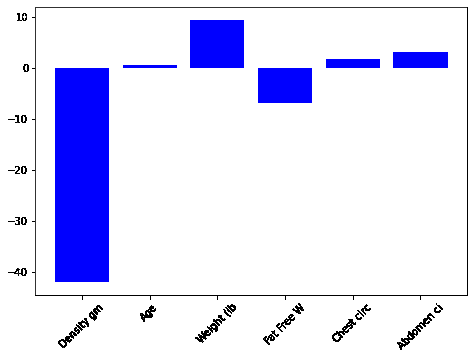 10
0
−10
−20
−30
−40
Density gm
Age
Weight (lb
Fat Free W
Chest circ
Abdomen ci